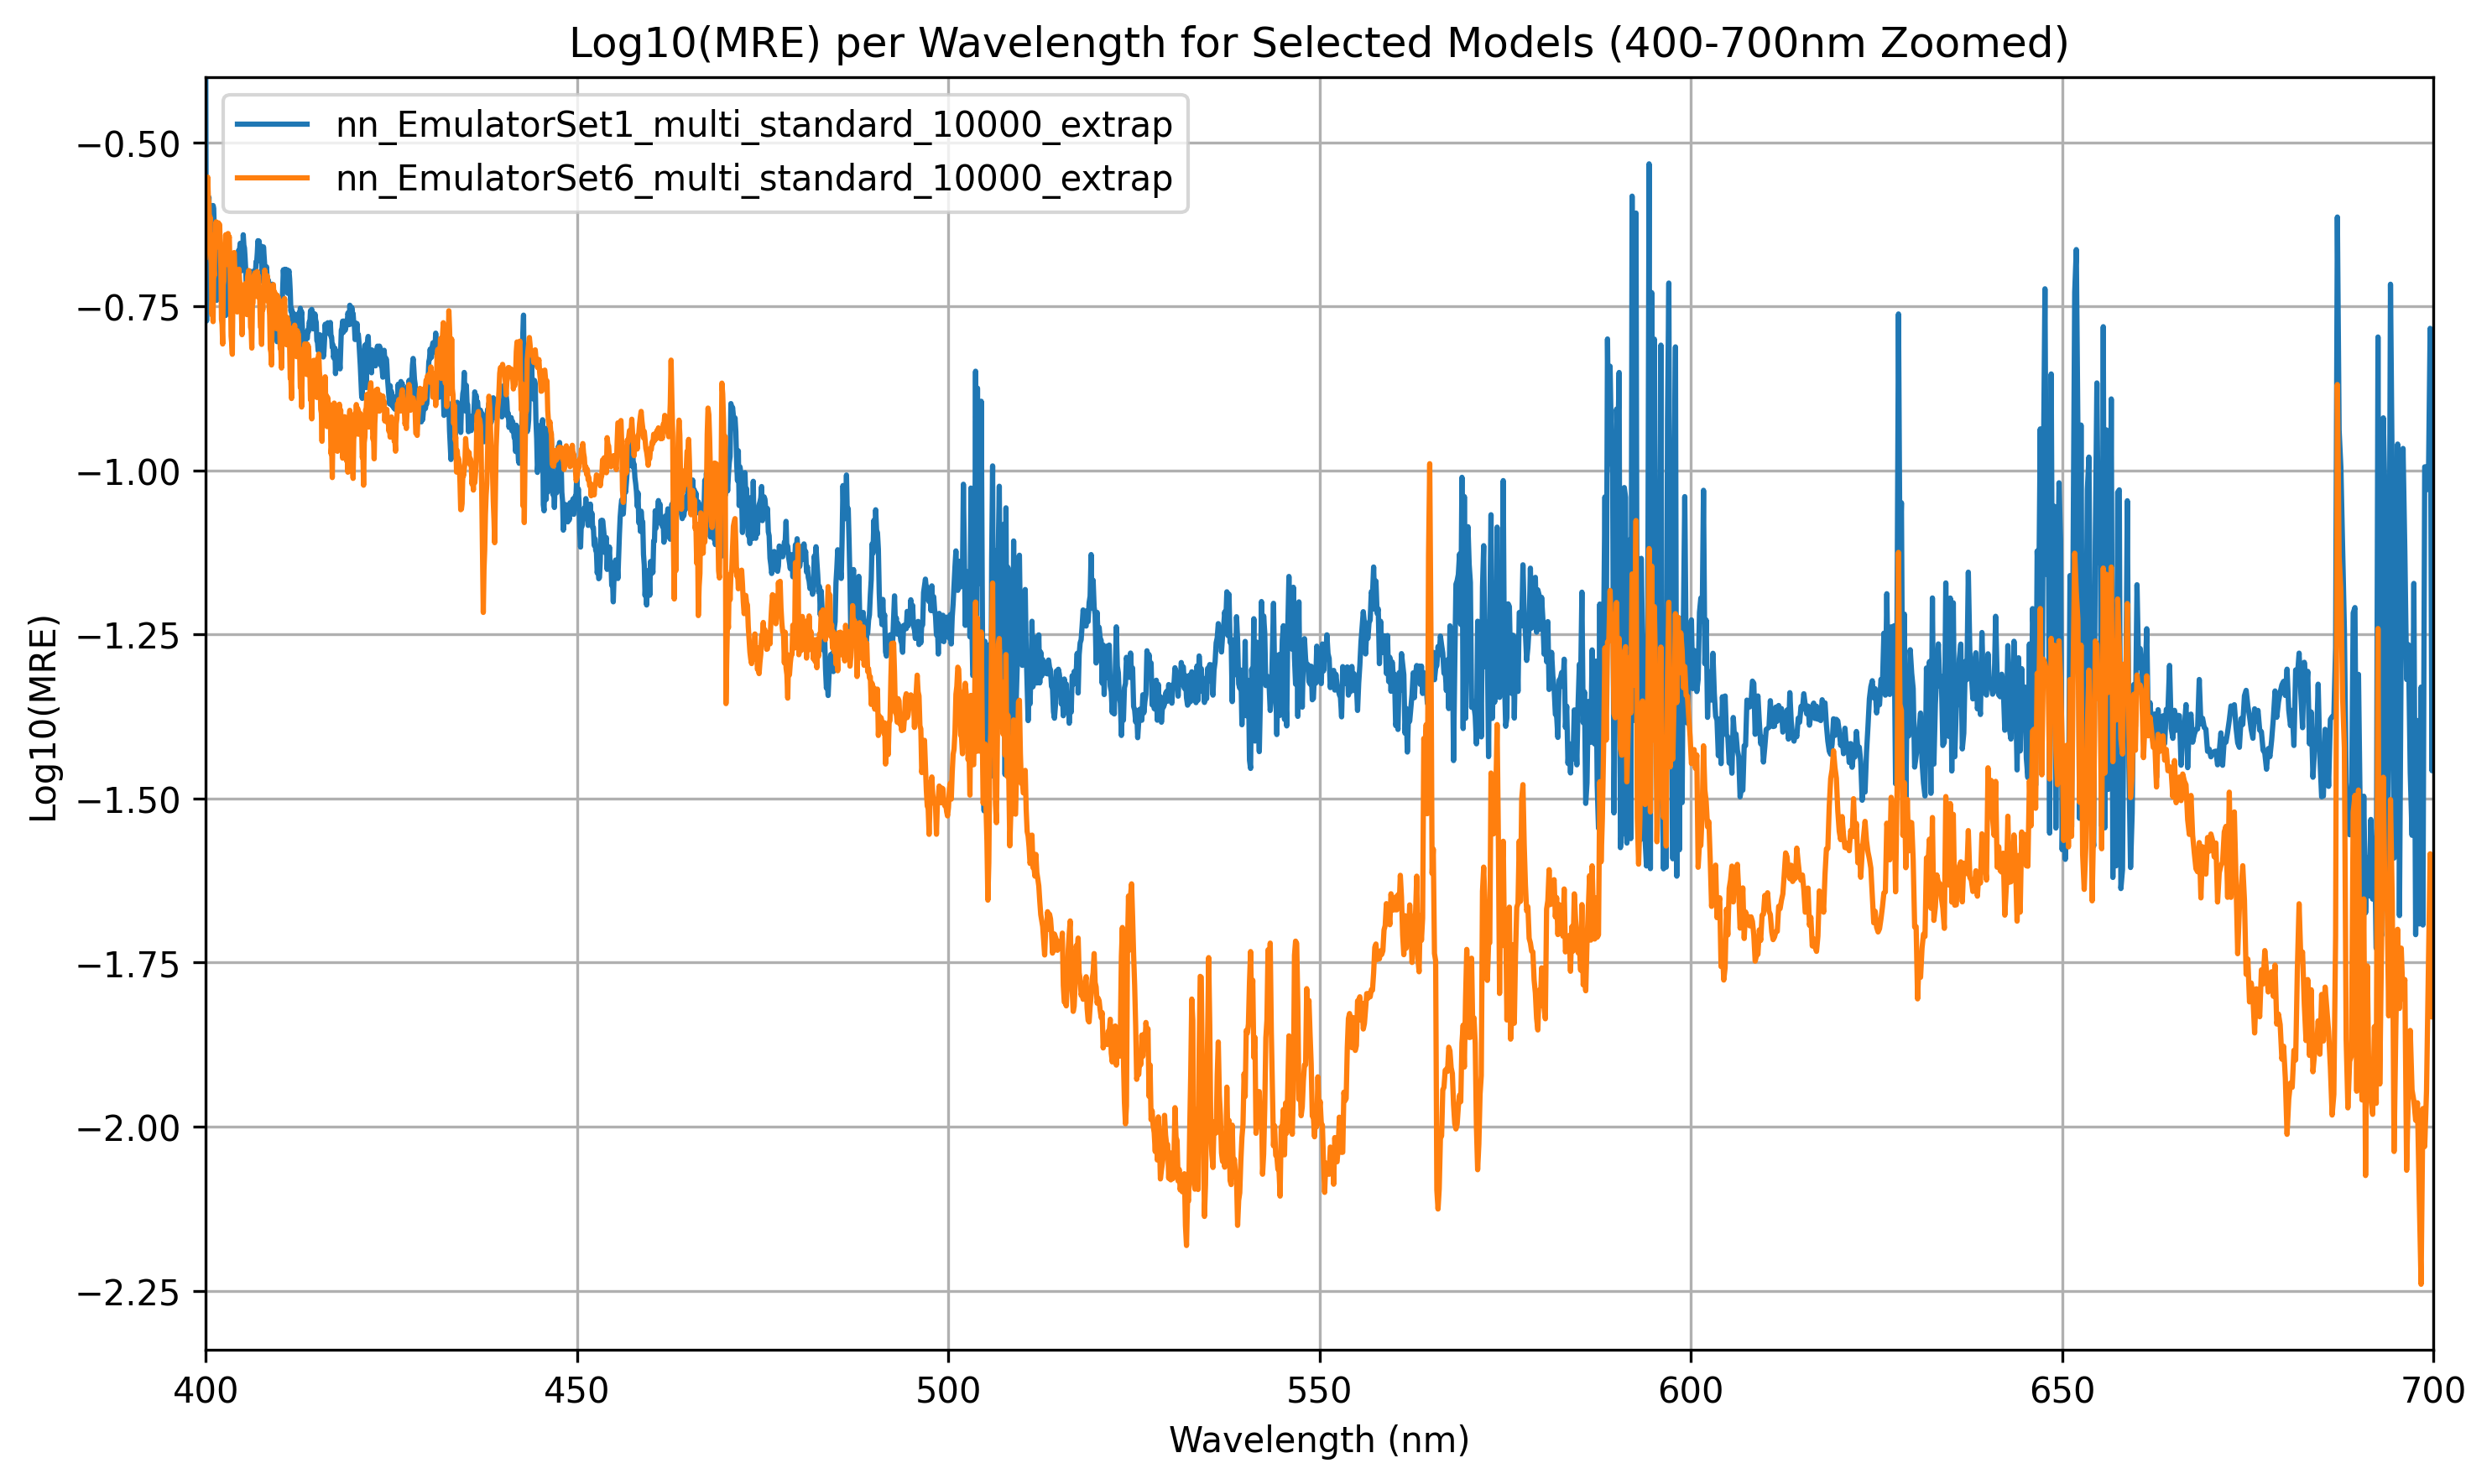 Log10(MRE) per Wavelength for Selected Models (400-700nm Zoomed)
nn_EmulatorSet1_multi_standard_10000_extrap
nn_EmulatorSet6_multi_standard_10000_extrap
Log10(MRE)
−0.50
−0.75
−1.00
−1.25
−1.50
−1.75
−2.00
−2.25
400 450 500 550 600 650 700
Wavelength (nm)